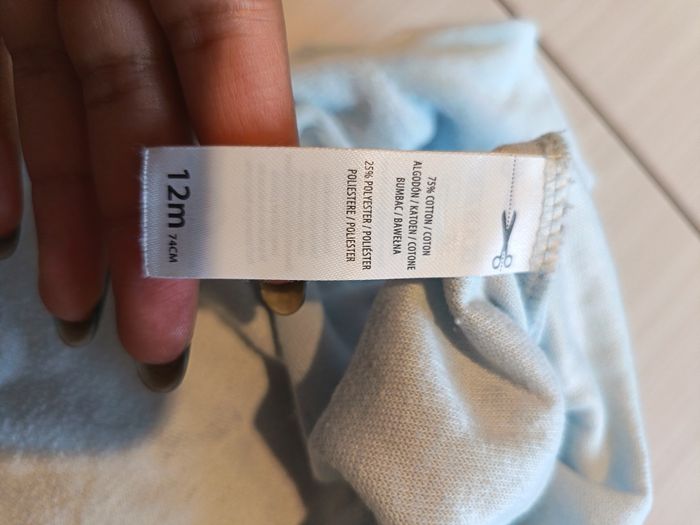 75% COTTON / COTON
ALGODÓN / KATOEN / COTONE
BUMBAC / BAWEŁNA
25% POLYESTER / POLIÉSTER
POLIESTERE / POLIESTER
12m 74CM